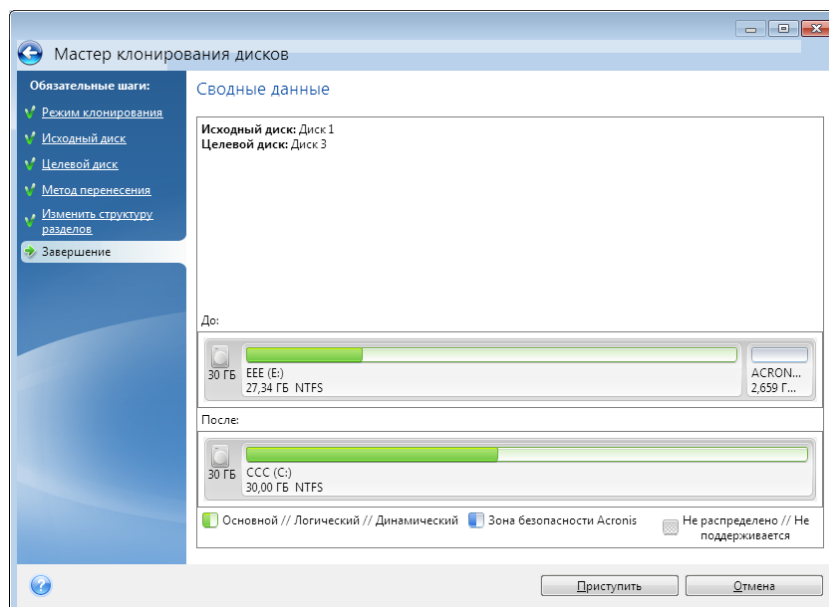 Мастер клонирования дисков
Обязательные шаги:
Режим клонирования
Исходный диск
Целевой диск
Метод перенесения
Изменить структуру
разделов
Завершение
Сводные данные
Исходный диск: Диск 1
Целевой диск: Диск 3
До:
30 ГБ
EEE (E:)
27,34 ГБ NTFS
ACRON...
2,659 Г...
После:
30 ГБ
CCC (C:)
30,00 ГБ NTFS
Основной // Логический // Динамический
Зона безопасности Acronis
Не распределено // Не
поддерживается
Приступить
Отмена